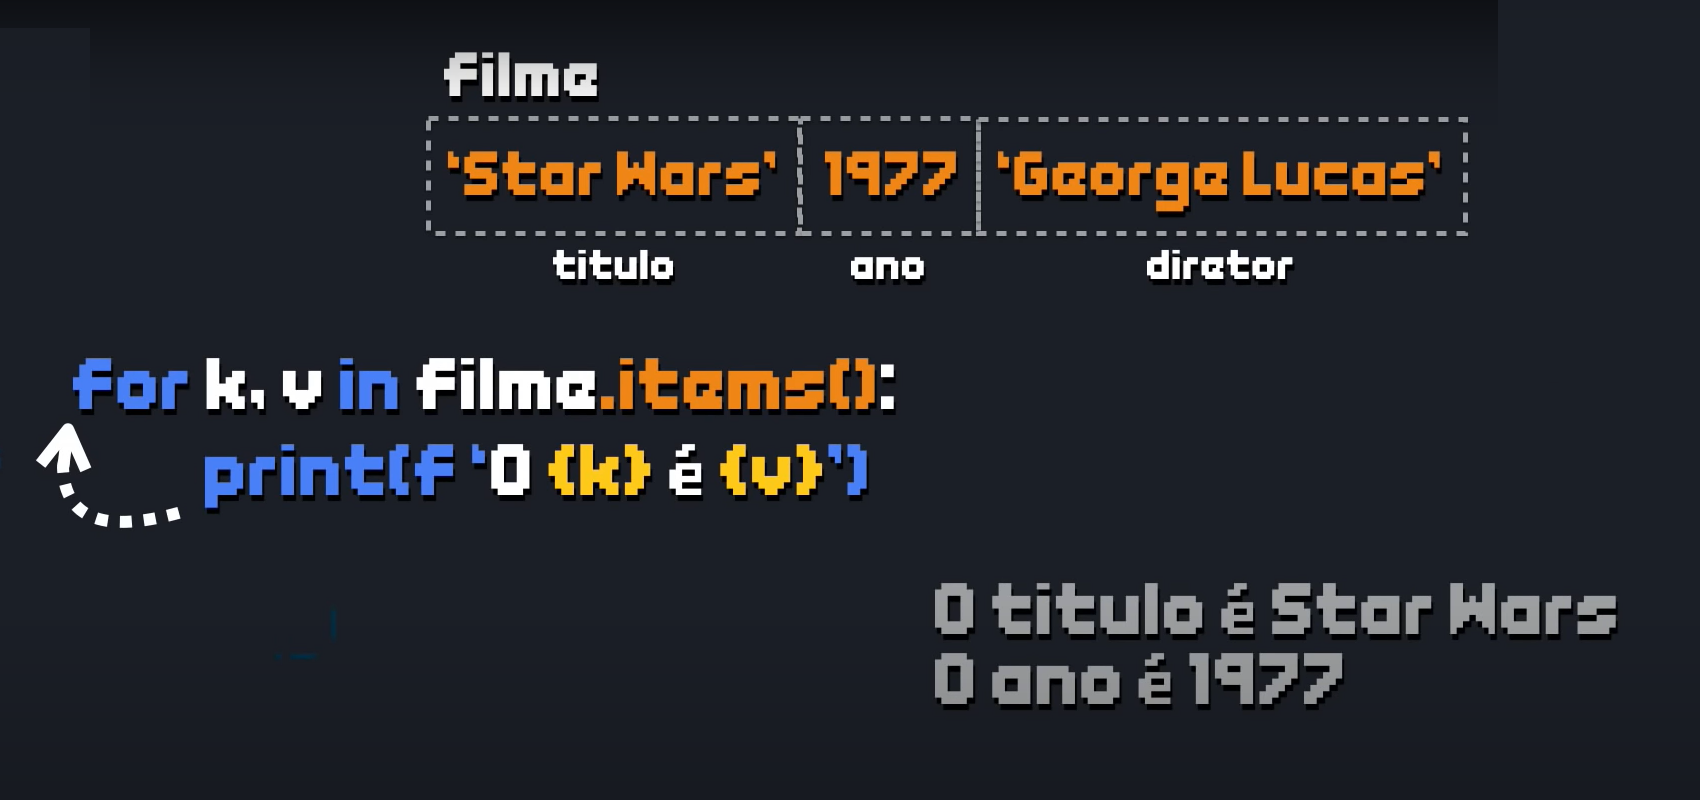 filme
'Star Wars' 1977 'George Lucas'
titulo ano diretor
for k, v in filme.items():
print(f 'O {k} é {v}')
O titulo é Star Wars
O ano é 1977